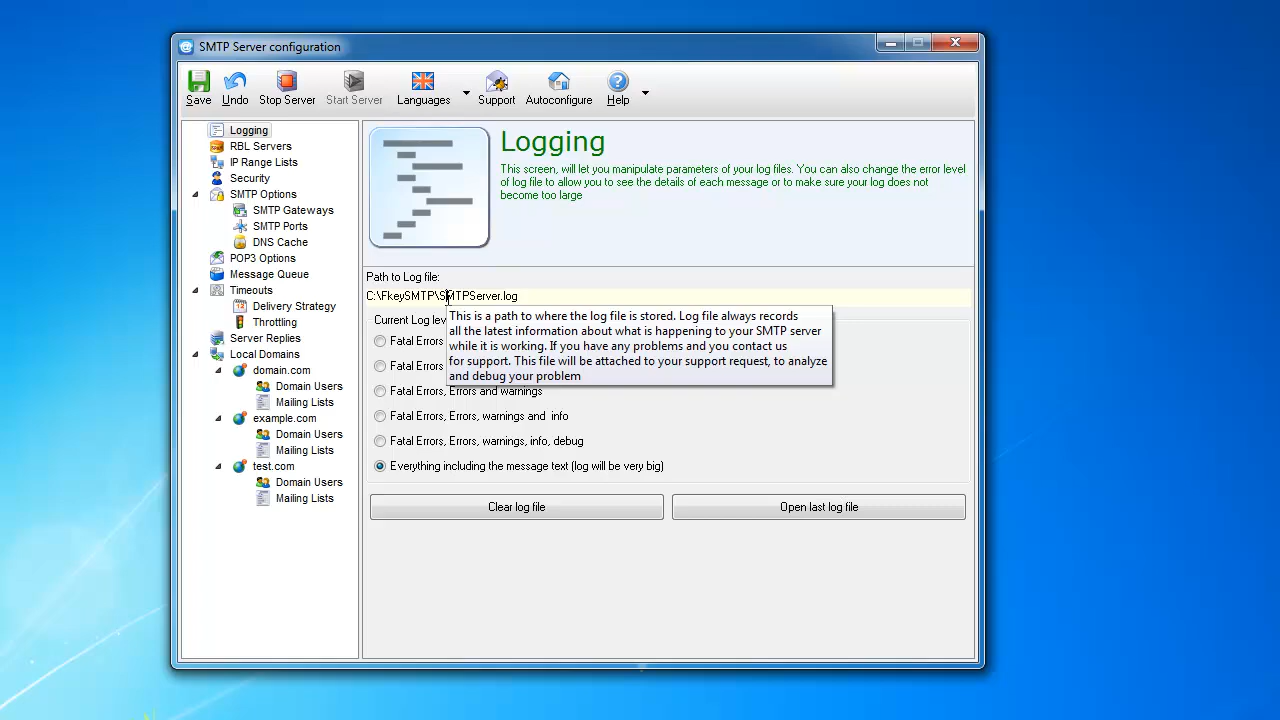 SMTP Server configuration
Save Undo Stop Server Start Server Languages Support Autoconfigure Help
Logging
RBL Servers
IP Range Lists
Security
SMTP Options
SMTP Gateways
SMTP Ports
DNS Cache
POP3 Options
Message Queue
Timeouts
Delivery Strategy
Throttling
Server Replies
Local Domains
domain.com
Domain Users
Mailing Lists
example.com
Domain Users
Mailing Lists
test.com
Domain Users
Mailing Lists
Logging
This screen, will let you manipulate parameters of your log files. You can also change the error level
of log file to allow you to see the details of each message or to make sure your log does not
become too large
Path to Log file:
C:\FkeySMTP\SMTPServer.log
This is a path to where the log file is stored. Log file always records
all the latest information about what is happening to your SMTP server
while it is working. If you have any problems and you contact us
for support. This file will be attached to your support request, to analyze
and debug your problem
Current Log lev
Fatal Errors
Fatal Errors
Fatal Errors, Errors and warnings
Fatal Errors, Errors, warnings and info
Fatal Errors, Errors, warnings, info, debug
Everything including the message text (log will be very big)
Clear log file Open last log file